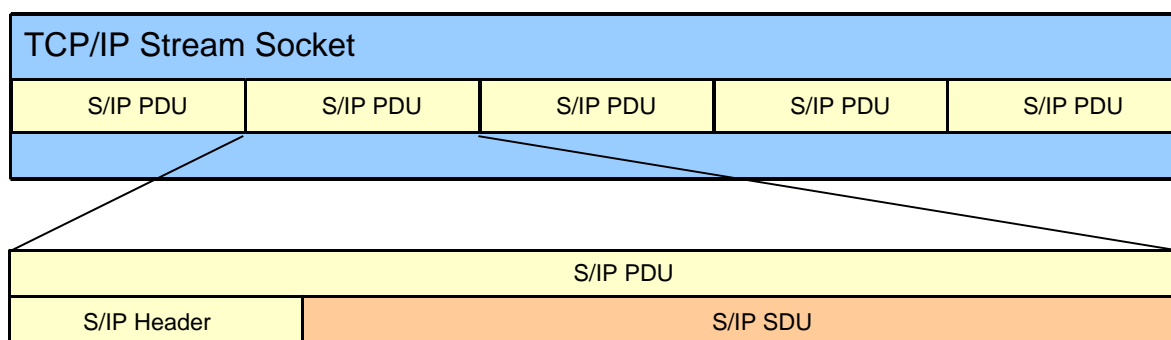 TCP/IP Stream Socket
S/IP PDU S/IP PDU S/IP PDU S/IP PDU S/IP PDU
S/IP PDU
S/IP Header S/IP SDU